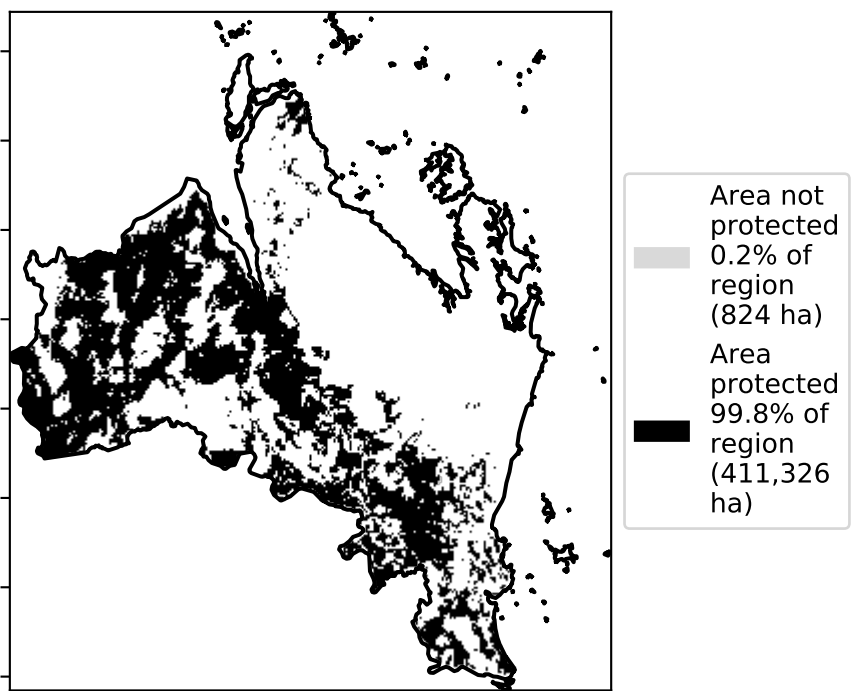 Area not
protected
0.2% of
region
(824 ha)
Area
protected
99.8% of
region
(411,326
ha)